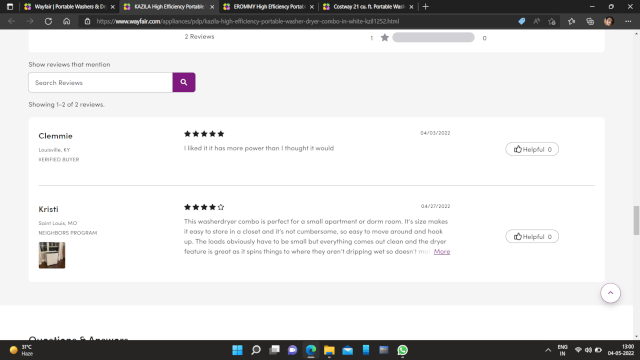 Wayfair | Portable Washers & D
KAZILA High Efficiency Portable
EROMMY High Efficiency Portab
Costway 21 cu. ft. Portable Was
https://www.wayfair.com/appliances/pdp/kazila-high-efficiency-portable-washer-dryer-combo-in-white-kzil1252.html
2 Reviews
1 0
Show reviews that mention
Search Reviews
Showing 1-2 of 2 reviews.
Clemmie
04/03/2022
Louisville, KY
VERIFIED BUYER
I liked it it has more power than I thought it would
Helpful 0
Kristi
04/27/2022
Saint Louis, MO
NEIGHBORS PROGRAM
This washerdryer combo is perfect for a small apartment or dorm room. It's size makes
it easy to store in a closet and it's not cumbersome, so easy to move around and hook
up. The loads obviously have to be small but everything comes out clean and the dryer
feature is great as it spins things to where they aren't dripping wet so doesn't More
Helpful 0
Questions & Answers
31°C
Haze
ENG
IN
13:00
04-05-2022